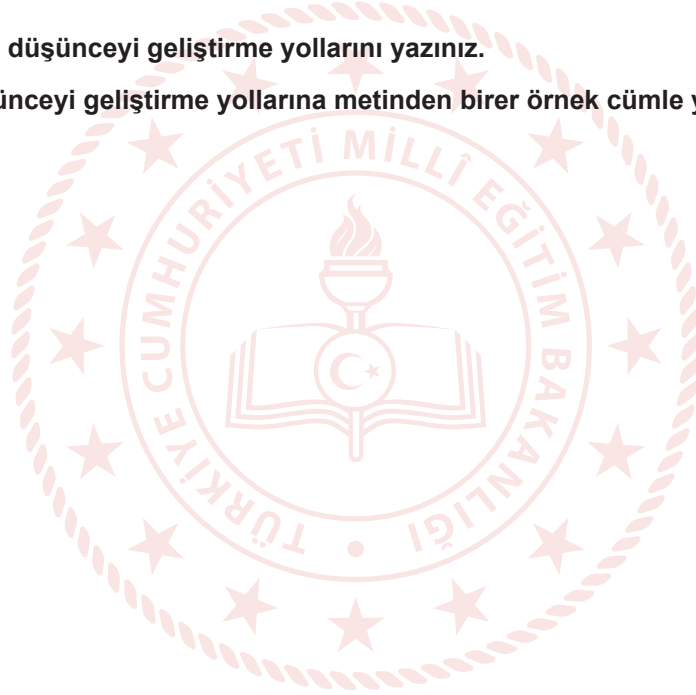 düşünceyi geliştirme yollarını yazınız.
ünceyi geliştirme yollarına metinden birer örnek cümle y
TÜRKİYE CUMHURİYETİ MİLLÎ EĞİTİM BAKANLIĞI